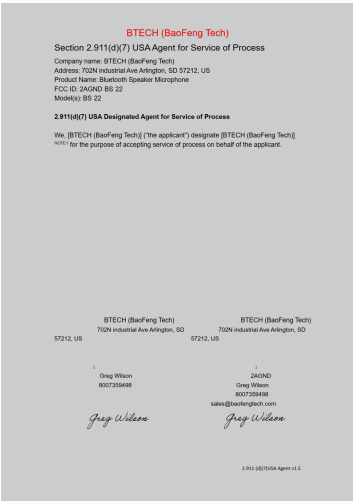 BTECH (BaoFeng Tech)
Section 2.911(d)(7) USA Agent for Service of Process
Company name: BTECH (BaoFeng Tech)
Address: 702N industrial Ave Arlington, SD 57212, US
Product Name: Bluetooth Speaker Microphone
FCC ID: 2AGND BS 22
Model(s): BS 22
2.911(d)(7) USA Designated Agent for Service of Process
We, [BTECH (BaoFeng Tech)] ("the applicant") designate [BTECH (BaoFeng Tech)]
NOTE1 for the purpose of accepting service of process on behalf of the applicant.
BTECH (BaoFeng Tech) BTECH (BaoFeng Tech)
702N industrial Ave Arlington, SD 702N industrial Ave Arlington, SD
57212, US 57212, US
Greg Wilson 2AGND
8007359498 Greg Wilson
8007359498
sales@baofengtech.com
Greg Wilson Greg Wilson
2.911 (d)(7)USA Agent v1.5